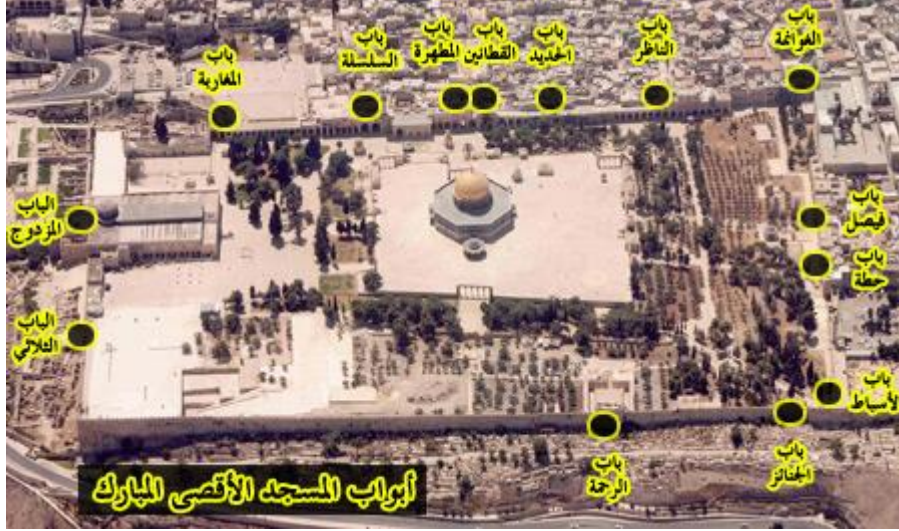 باب
الغوانمة
باب
الناظر
باب
الحديد
باب
القطانين
باب
المطهرة
باب
السلسلة
باب
المغاربة
باب
فيصل
باب
حطة
باب
الأسباط
باب
الجنائز
باب
الرحمة
الباب
المزدوج
الباب
الثلاثي
أبواب المسجد الأقصى المبارك